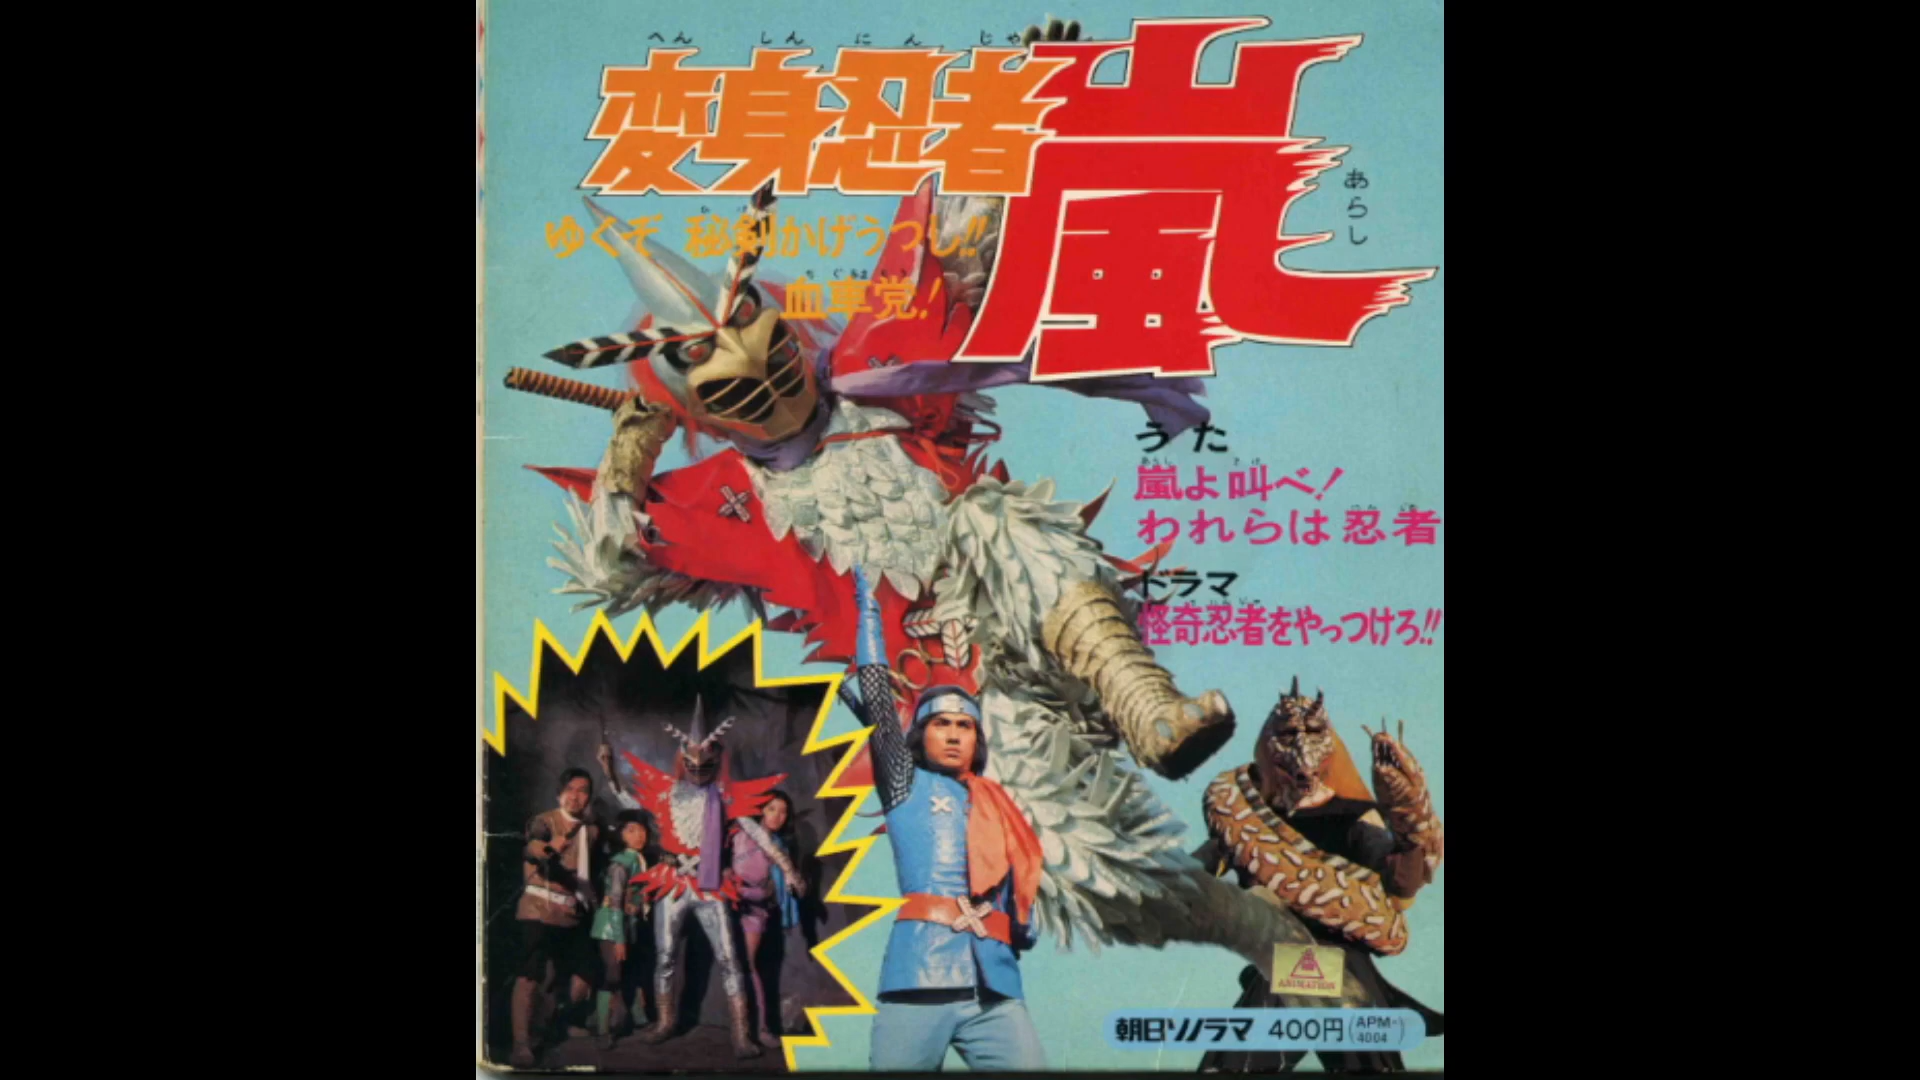 へんしんにんじゃ
変身忍者
嵐
あらし
ゆくぞ 秘剣かげうつし!!
血車党!
うた
嵐よ叫べ!
われらは忍者
ドラマ
怪奇忍者をやっつけろ!!
ANIMATION
朝日ソノラマ 400円(APM-4004)